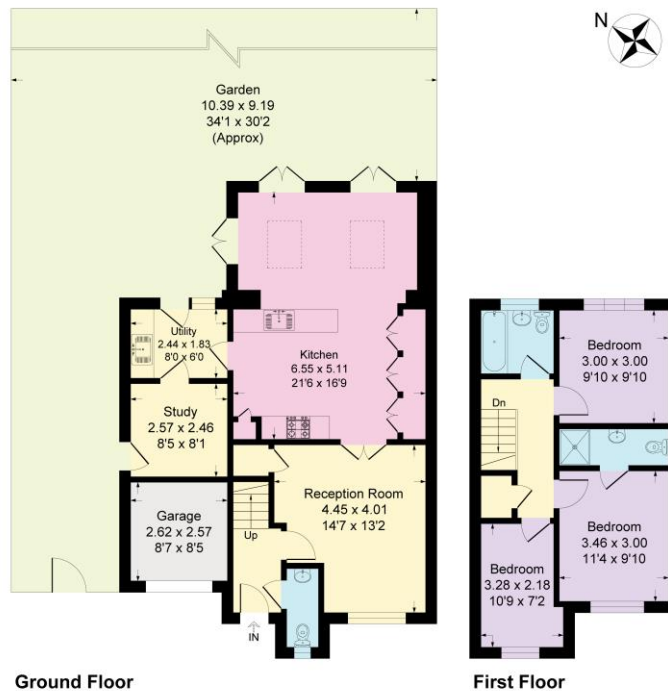 N
Garden
10.39 x 9.19
34'1 x 30'2
(Approx)
Utility
2.44 x 1.83
8'0 x 6'0
Kitchen
6.55 x 5.11
21'6 x 16'9
Study
2.57 x 2.46
8'5 x 8'1
Reception Room
4.45 x 4.01
14'7 x 13'2
Garage
2.62 x 2.57
8'7 x 8'5
Up
IN
Ground Floor
Bedroom
3.00 x 3.00
9'10 x 9'10
Dn
Bedroom
3.46 x 3.00
11'4 x 9'10
Bedroom
3.28 x 2.18
10'9 x 7'2
First Floor